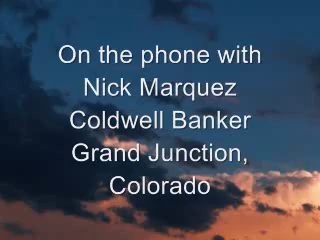 On the phone with
Nick Marquez
Coldwell Banker
Grand Junction,
Colorado